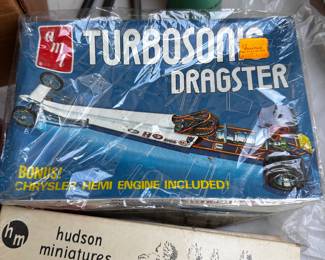 amt
TURBOSONIC
DRAGSTER
BONUS!
CHRYSLER HEMI ENGINE INCLUDED!
hm
hudson
miniatures